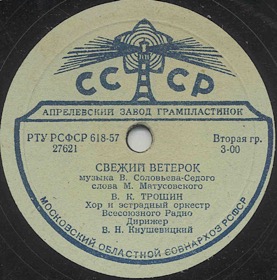 СССР
АПРЕЛЕВСКИЙ ЗАВОД ГРАМПЛАСТИНОК
РТУ РСФСР 618-57
27621
Вторая гр.
3-00
СВЕЖИЙ ВЕТЕРОК
музыка В. Соловьева-Седого
слова М. Матусовского
В. К. ТРОШИН
Хор и эстрадный оркестр
Всесоюзного Радио
Дирижер
В. Н. Кнушевицкий
МОСКОВСКИЙ ОБЛАСТНОЙ СОВНАРХОЗ РСФСР